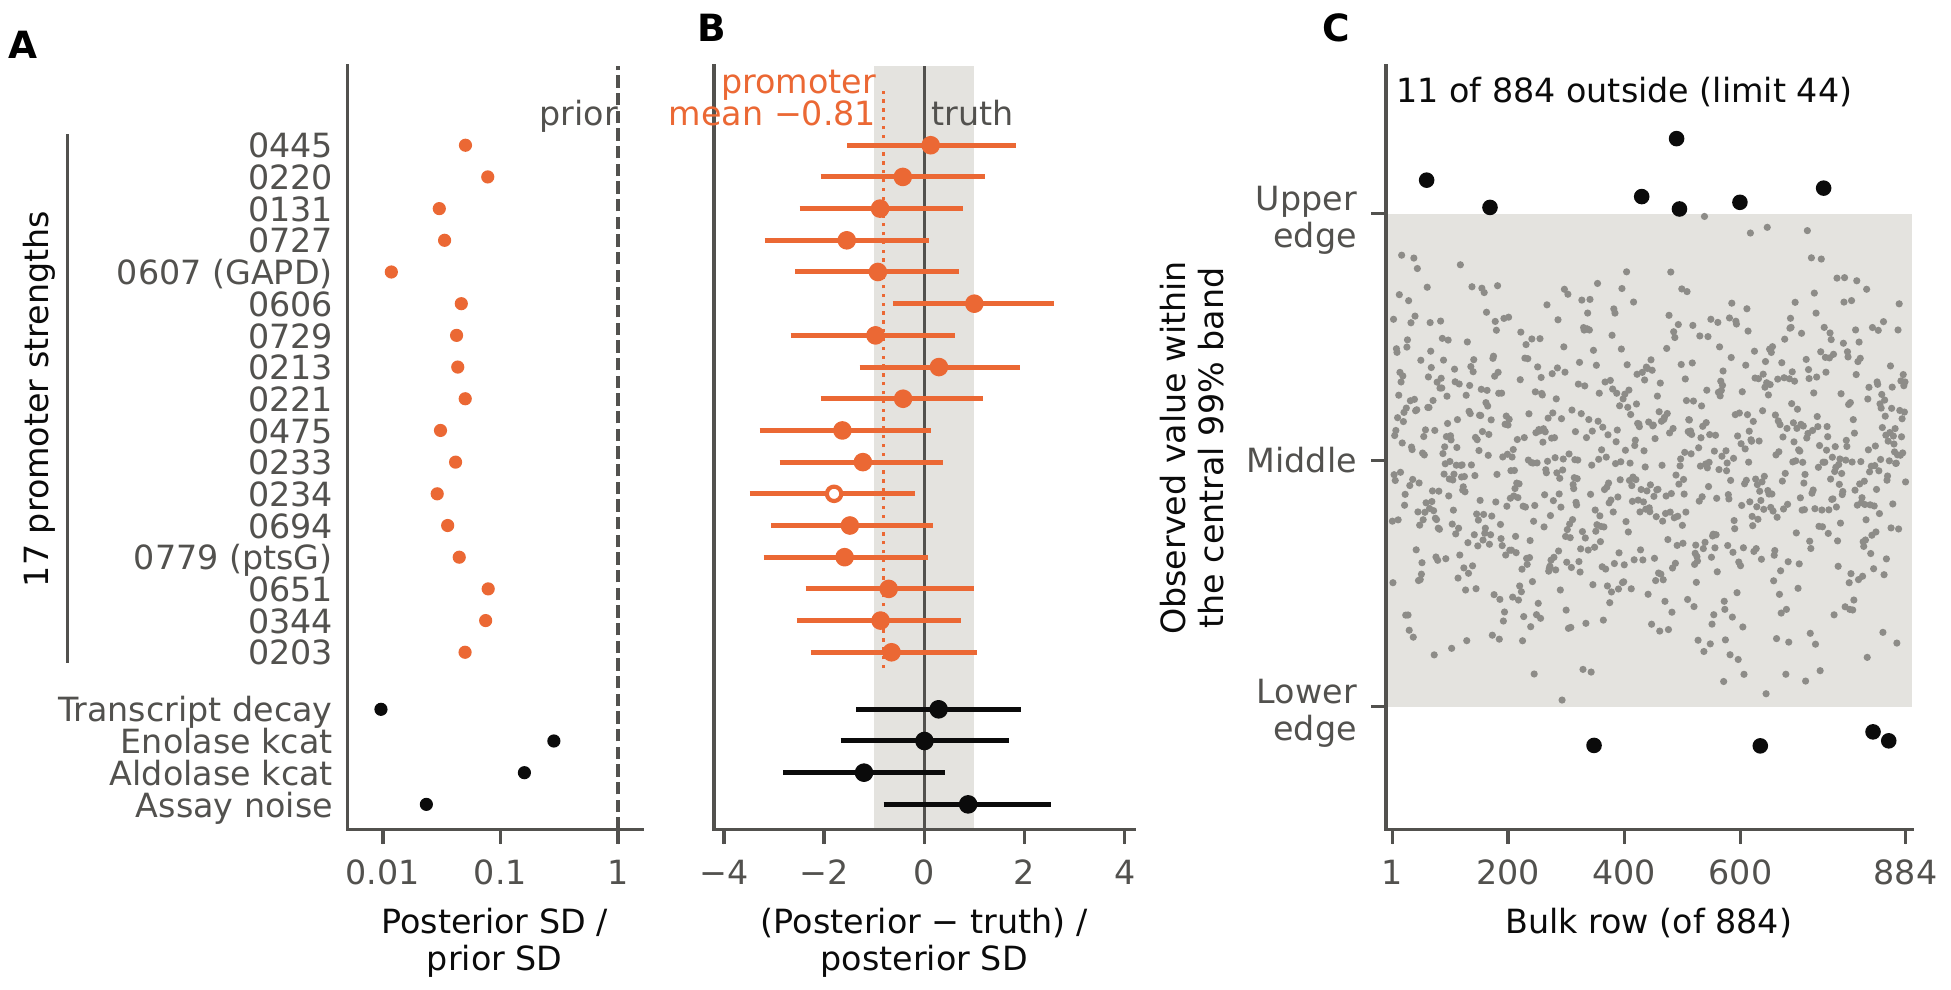 A
prior
17 promoter strengths
0445
0220
0131
0727
0607 (GAPD)
0606
0729
0213
0221
0475
0233
0234
0694
0779 (ptsG)
0651
0344
0203
Transcript decay
Enolase kcat
Aldolase kcat
Assay noise
0.01
0.1
1
Posterior SD /
prior SD
B
promoter
mean −0.81
truth
−4
−2
0
2
4
(Posterior − truth) /
posterior SD
C
11 of 884 outside (limit 44)
Observed value within
the central 99% band
Upper
edge
Middle
Lower
edge
1
200
400
600
884
Bulk row (of 884)